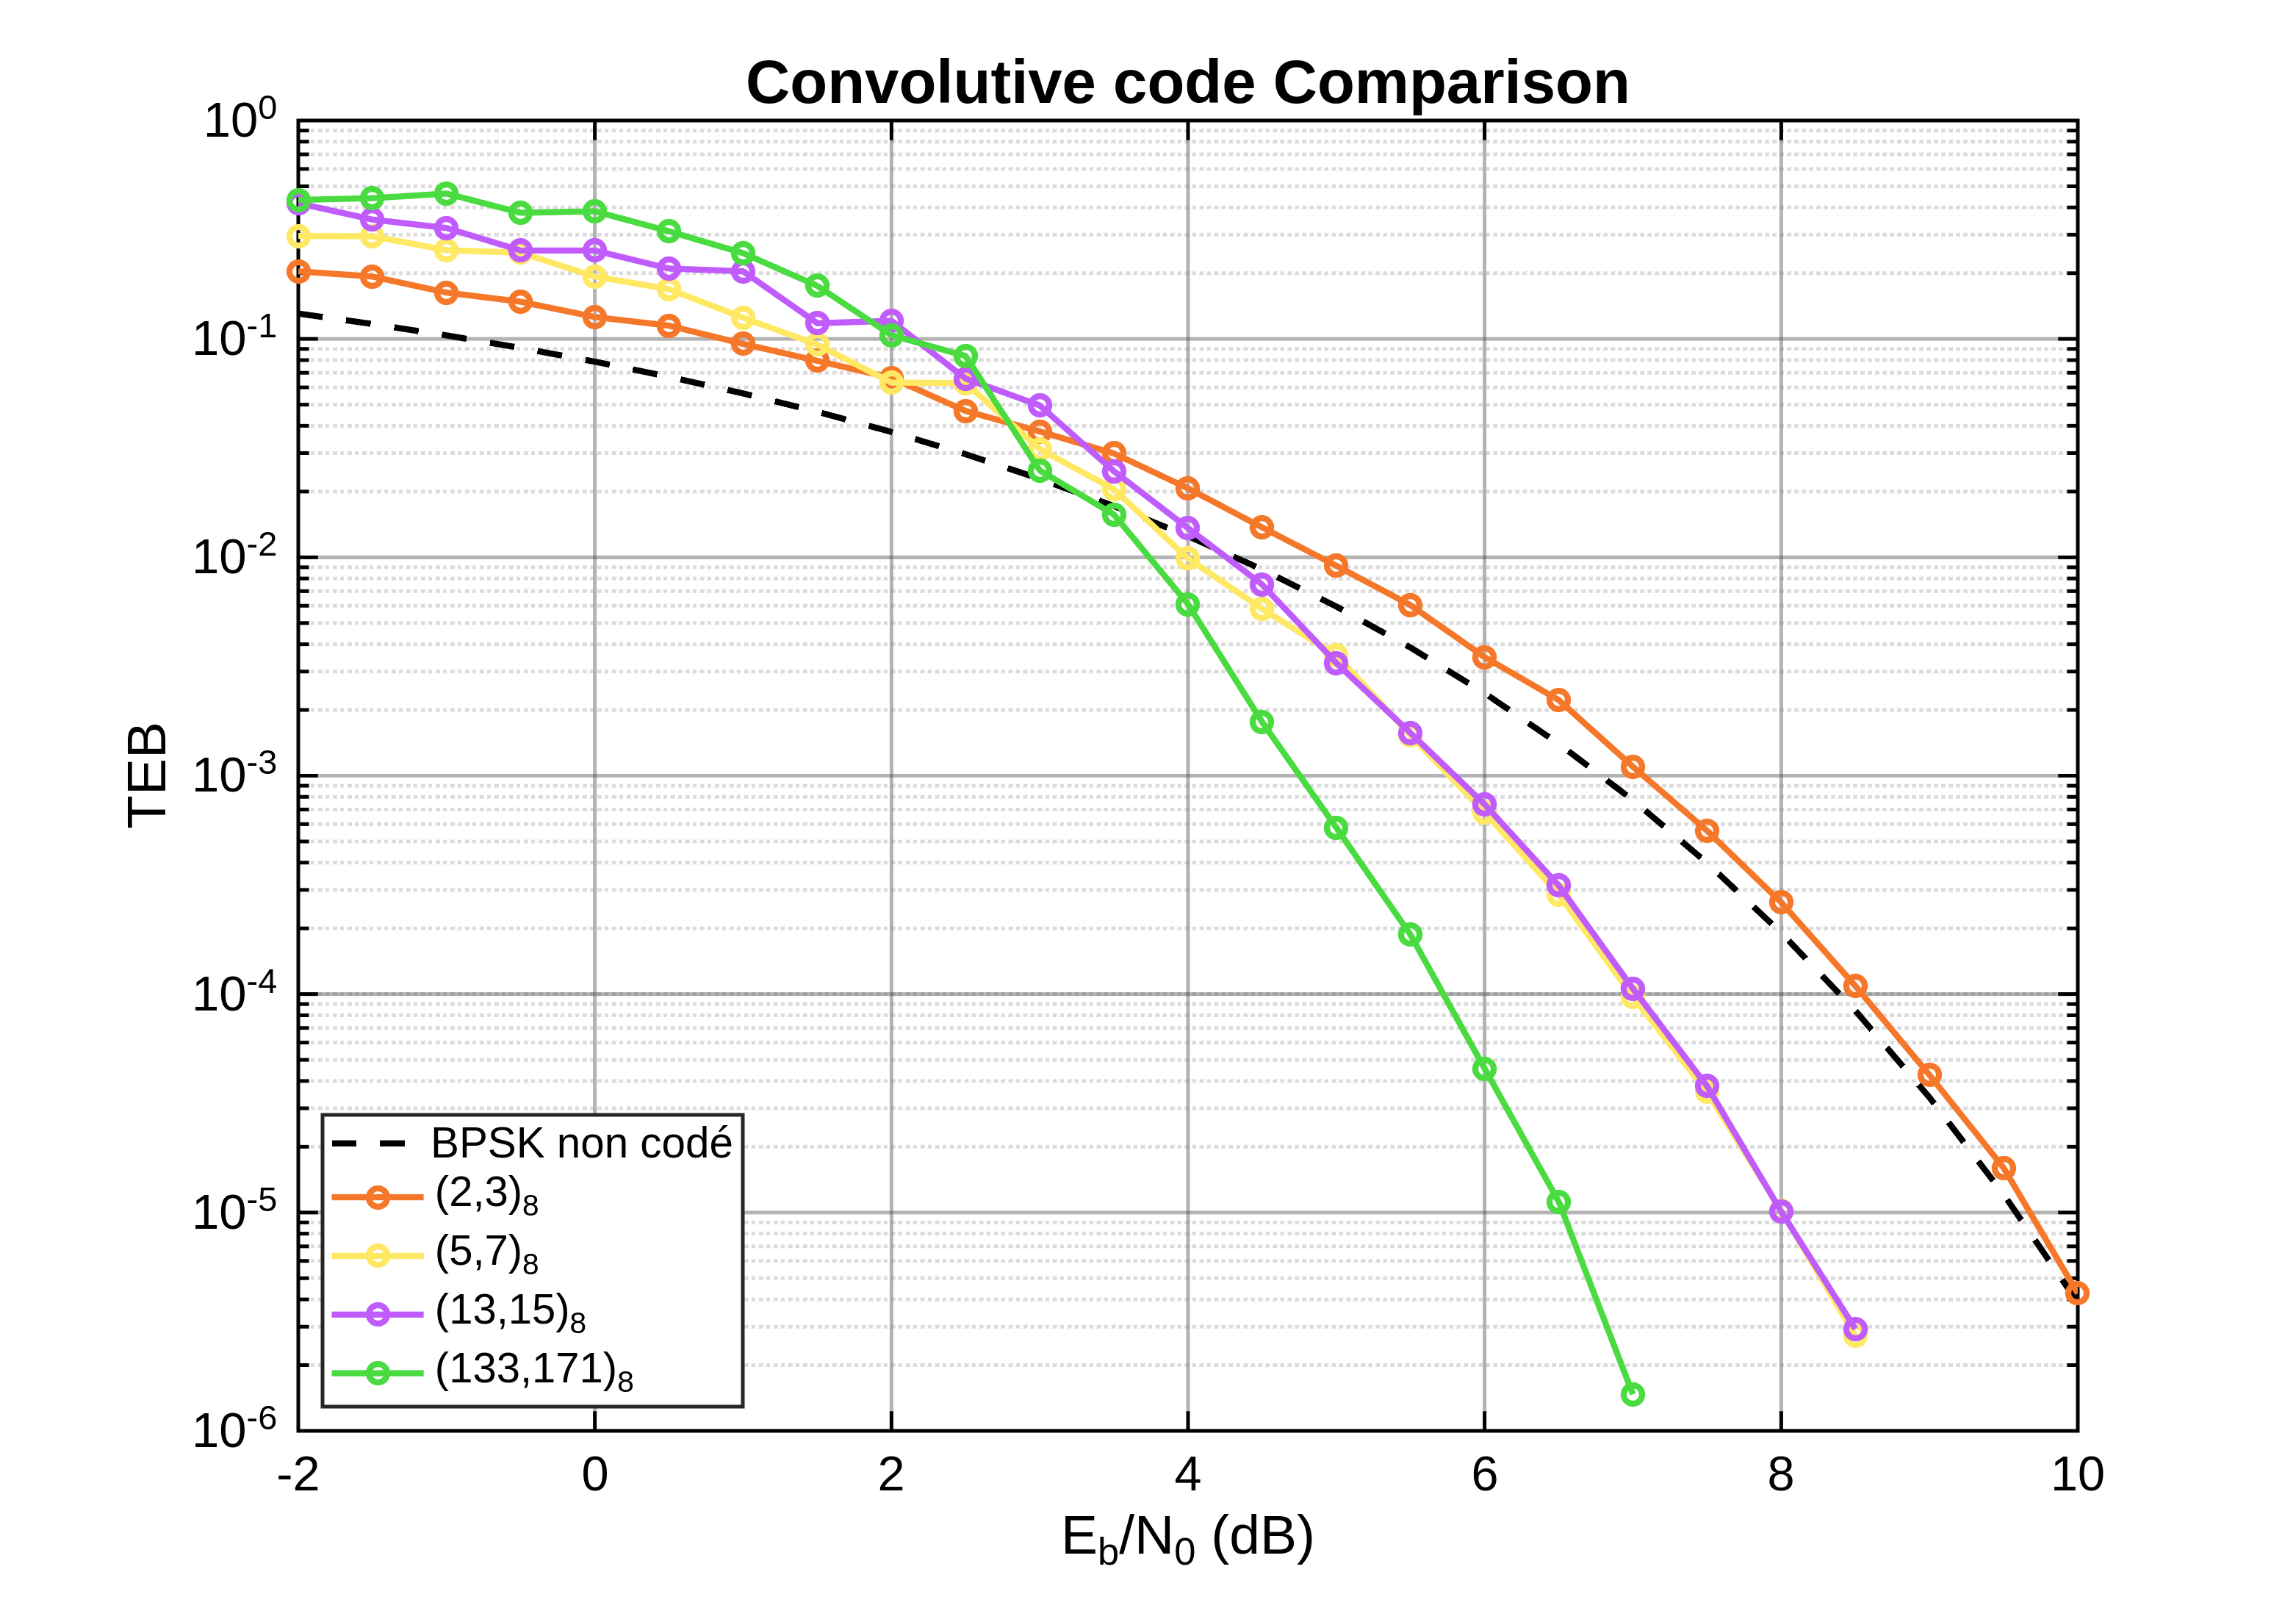 Convolutive code Comparison
10^0
10^-1
10^-2
10^-3
10^-4
10^-5
10^-6
TEB
BPSK non codé
(2,3)_8
(5,7)_8
(13,15)_8
(133,171)_8
-2 0 2 4 6 8 10
E_b/N_0 (dB)